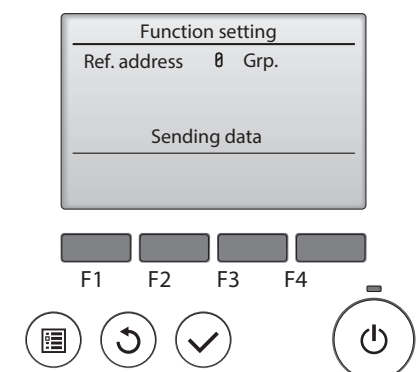 Function setting
Ref. address 0 Grp.
Sending data
F1 F2 F3 F4